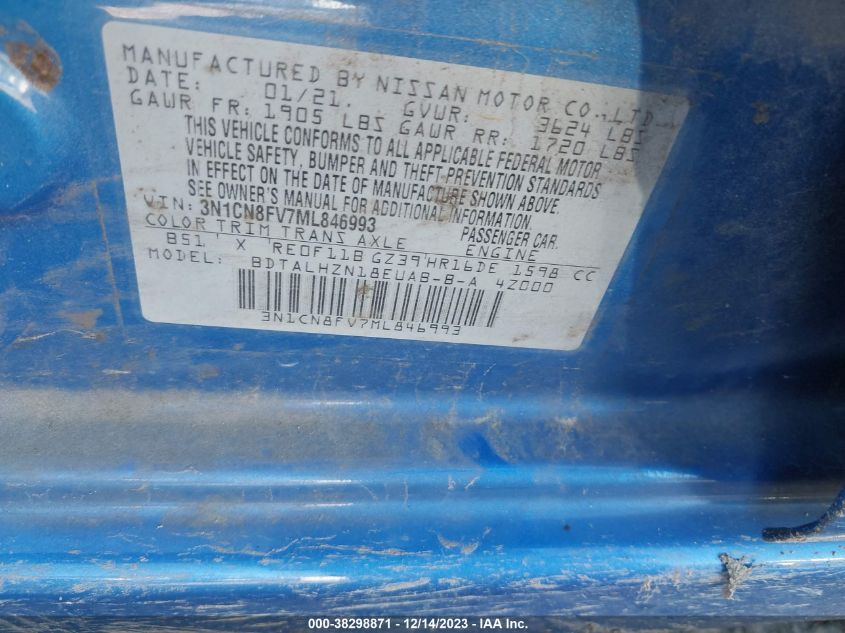 MANUFACTURED BY NISSAN MOTOR CO.,LTD
DATE: 01/21. GVWR: 3624 LBS
GAWR FR: 1905 LBS GAWR RR: 1720 LBS
THIS VEHICLE CONFORMS TO ALL APPLICABLE FEDERAL MOTOR
VEHICLE SAFETY, BUMPER AND THEFT PREVENTION STANDARDS
IN EFFECT ON THE DATE OF MANUFACTURE SHOWN ABOVE.
SEE OWNER'S MANUAL FOR ADDITIONAL INFORMATION.
VIN: 3N1CN8FV7ML846993 PASSENGER CAR.
COLOR TRIM TRANS AXLE ENGINE
B51 X RE0F11B GZ39 HR16DE 1598 CC
MODEL: BDTALHZN18EUAB-B-A 4Z000
3N1CN8FV7ML846993
000-38298871 - 12/14/2023 - IAA Inc.